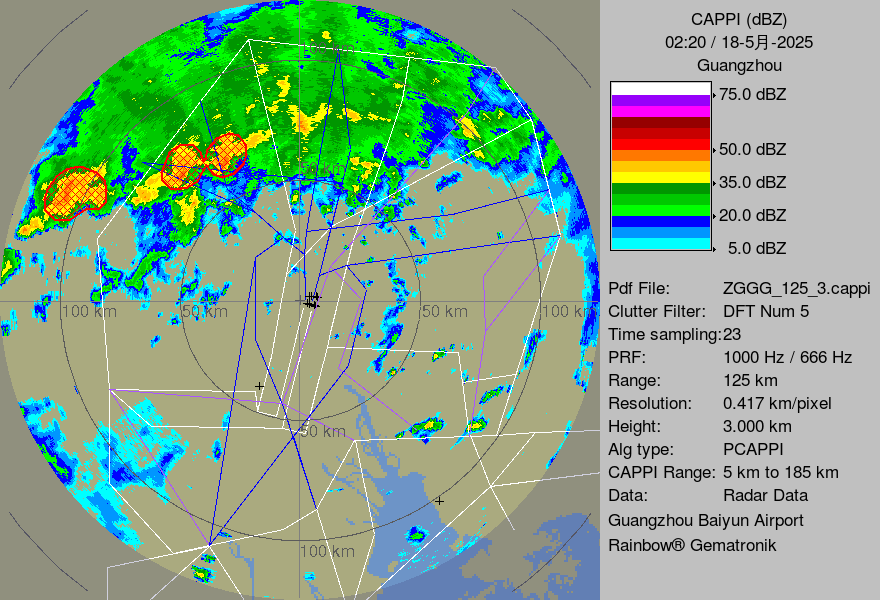 CAPPI (dBZ)
02:20 / 18-5月-2025
Guangzhou
75.0 dBZ
50.0 dBZ
35.0 dBZ
20.0 dBZ
5.0 dBZ
Pdf File: ZGGG_125_3.cappi
Clutter Filter: DFT Num 5
Time sampling:23
PRF: 1000 Hz / 666 Hz
Range: 125 km
Resolution: 0.417 km/pixel
Height: 3.000 km
Alg type: PCAPPI
CAPPI Range: 5 km to 185 km
Data: Radar Data
Guangzhou Baiyun Airport
Rainbow® Gematronik
100 km
50 km
50 km
100 km
50 km
100 km